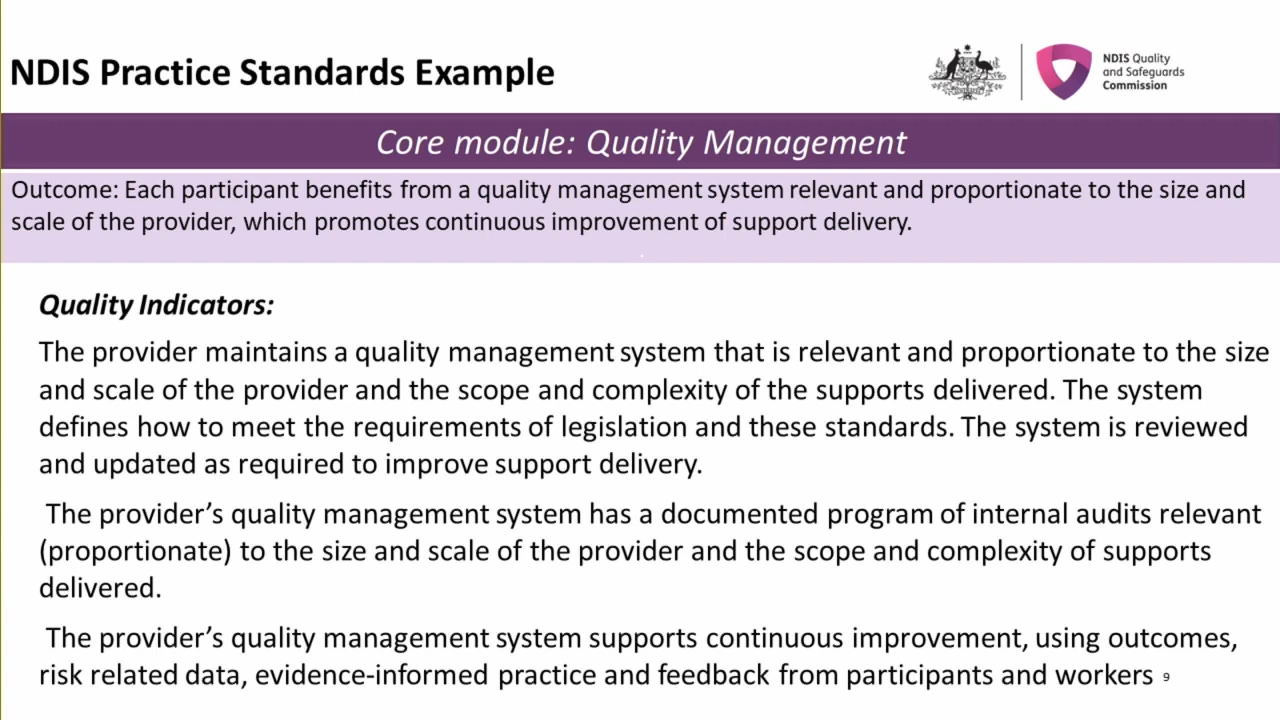 NDIS Practice Standards Example
NDIS Quality
and Safeguards
Commission
Core module: Quality Management
Outcome: Each participant benefits from a quality management system relevant and proportionate to the size and
scale of the provider, which promotes continuous improvement of support delivery.
.
Quality Indicators:
The provider maintains a quality management system that is relevant and proportionate to the size
and scale of the provider and the scope and complexity of the supports delivered. The system
defines how to meet the requirements of legislation and these standards. The system is reviewed
and updated as required to improve support delivery.
The provider’s quality management system has a documented program of internal audits relevant
(proportionate) to the size and scale of the provider and the scope and complexity of supports
delivered.
The provider’s quality management system supports continuous improvement, using outcomes,
risk related data, evidence-informed practice and feedback from participants and workers 9